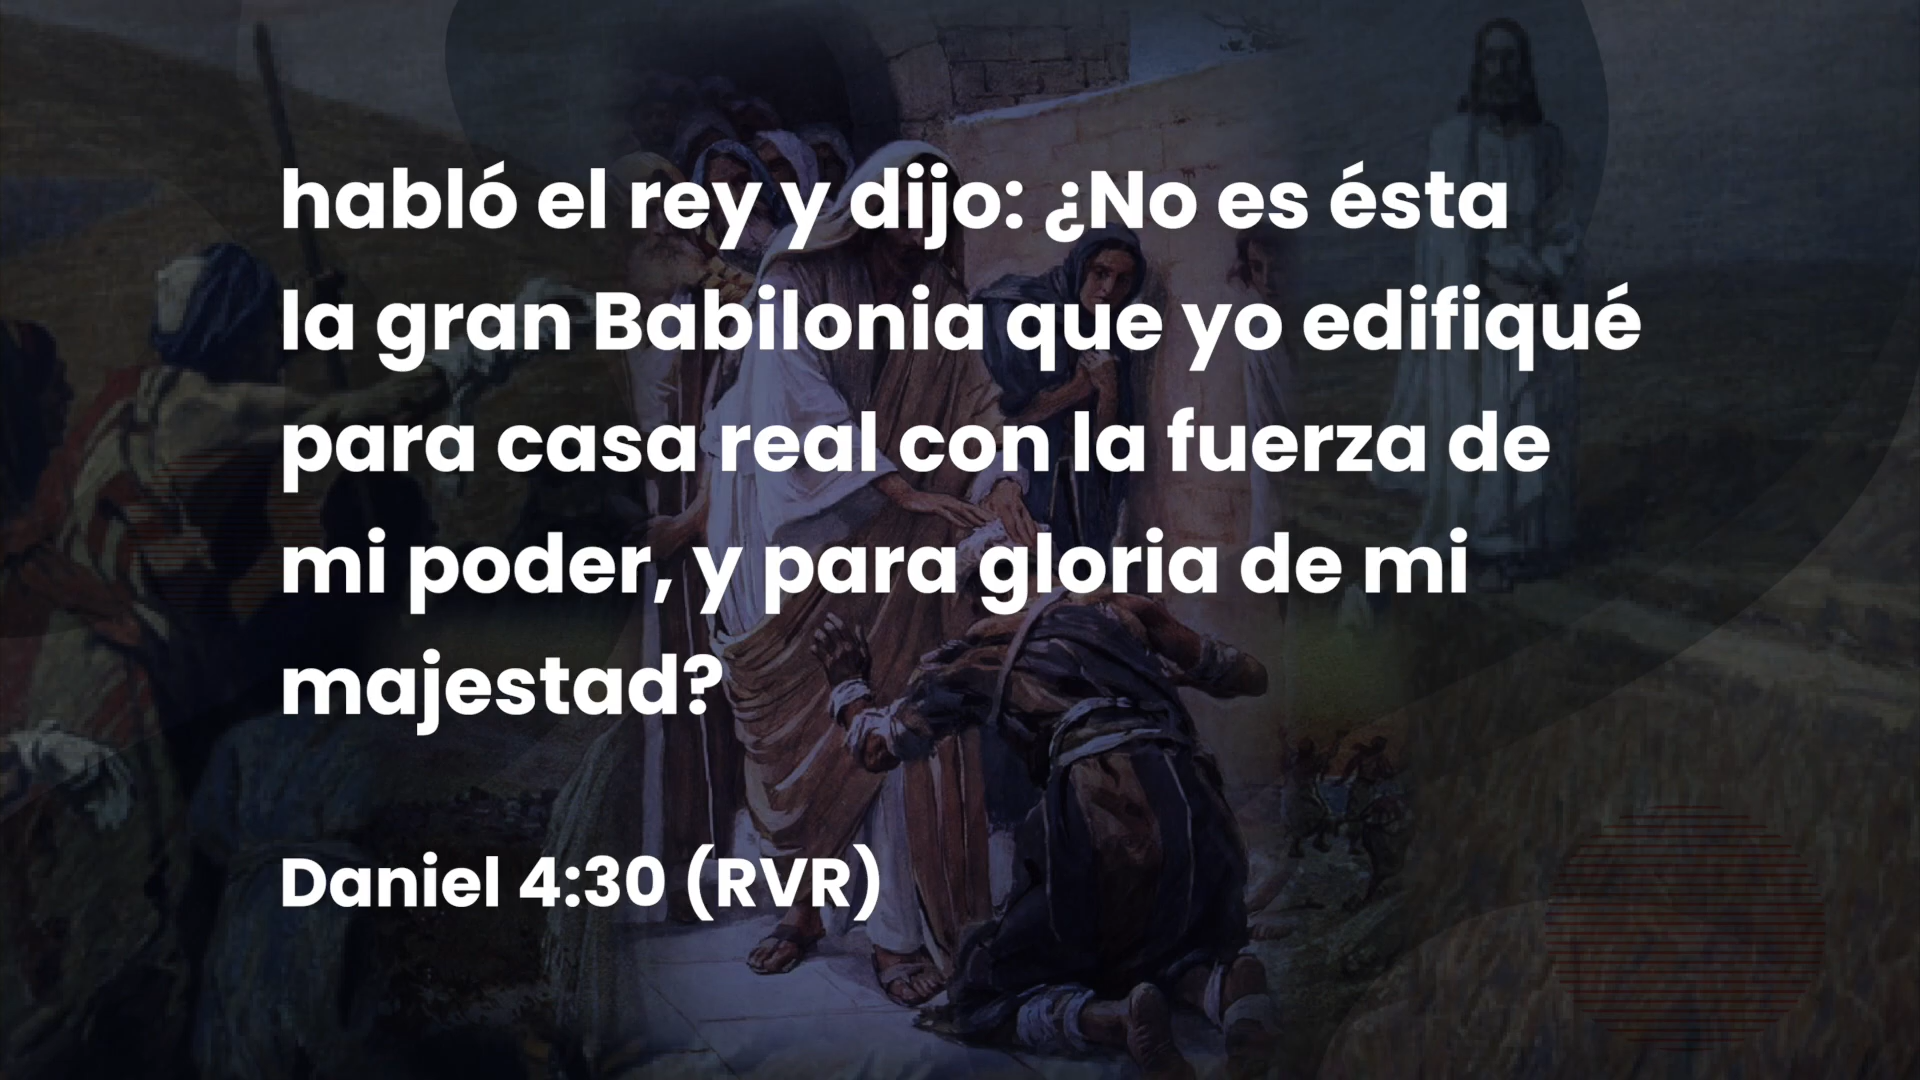 habló el rey y dijo: ¿No es ésta
la gran Babilonia que yo edifiqué
para casa real con la fuerza de
mi poder, y para gloria de mi
majestad?
Daniel 4:30 (RVR)